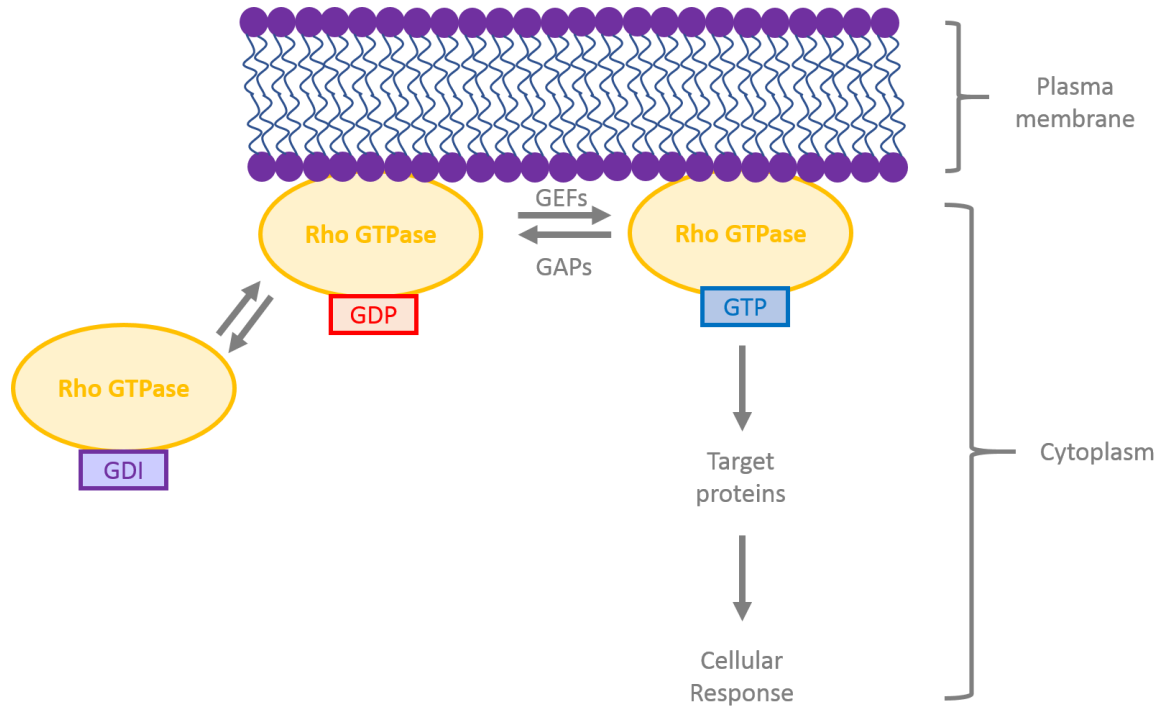 Plasma
membrane
GEFs
Rho GTPase
Rho GTPase
GAPs
GDP
GTP
Rho GTPase
GDI
Target
proteins
Cytoplasm
Cellular
Response